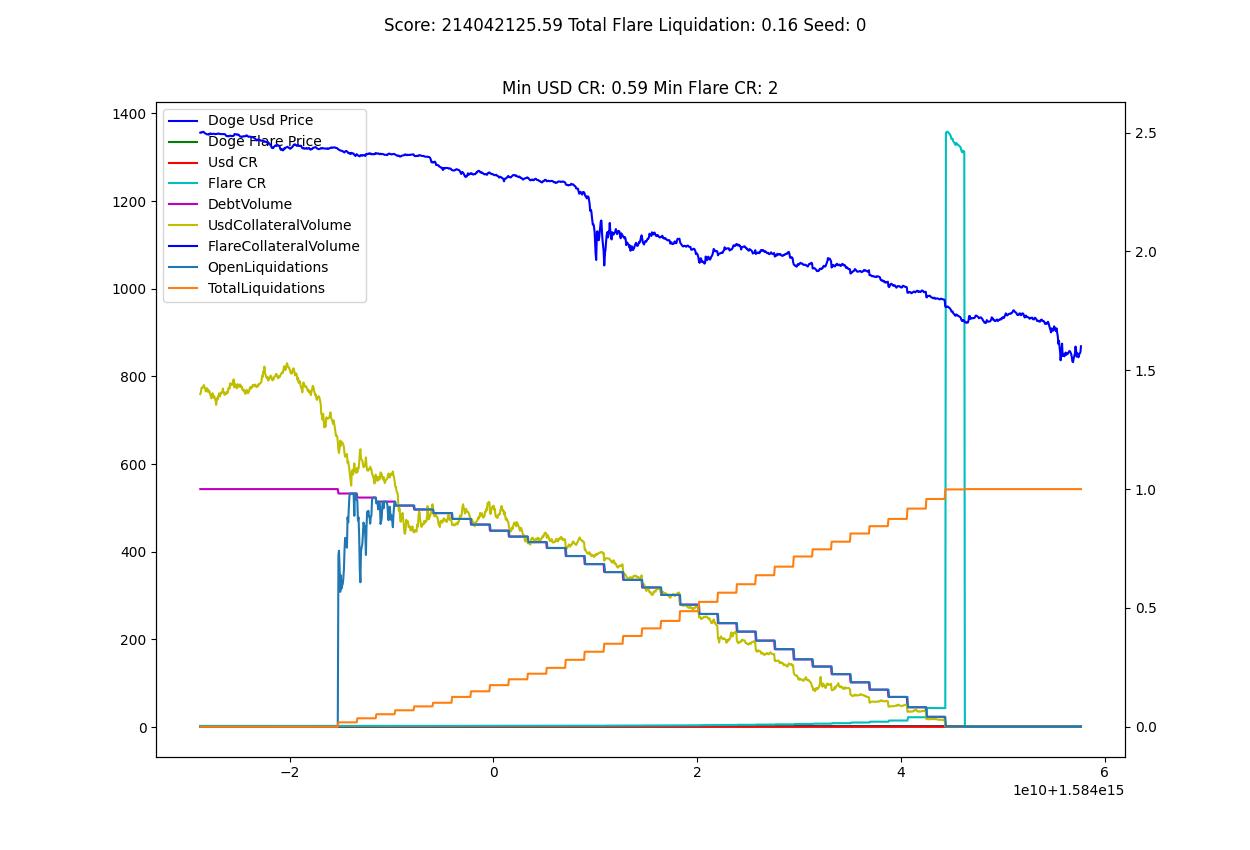 Score: 214042125.59 Total Flare Liquidation: 0.16 Seed: 0
Min USD CR: 0.59 Min Flare CR: 2
Doge Usd Price
Doge Flare Price
Usd CR
Flare CR
DebtVolume
UsdCollateralVolume
FlareCollateralVolume
OpenLiquidations
TotalLiquidations
1400
1200
1000
800
600
400
200
0
2.5
2.0
1.5
1.0
0.5
0.0
−2
0
2
4
6
1e10+1.584e15